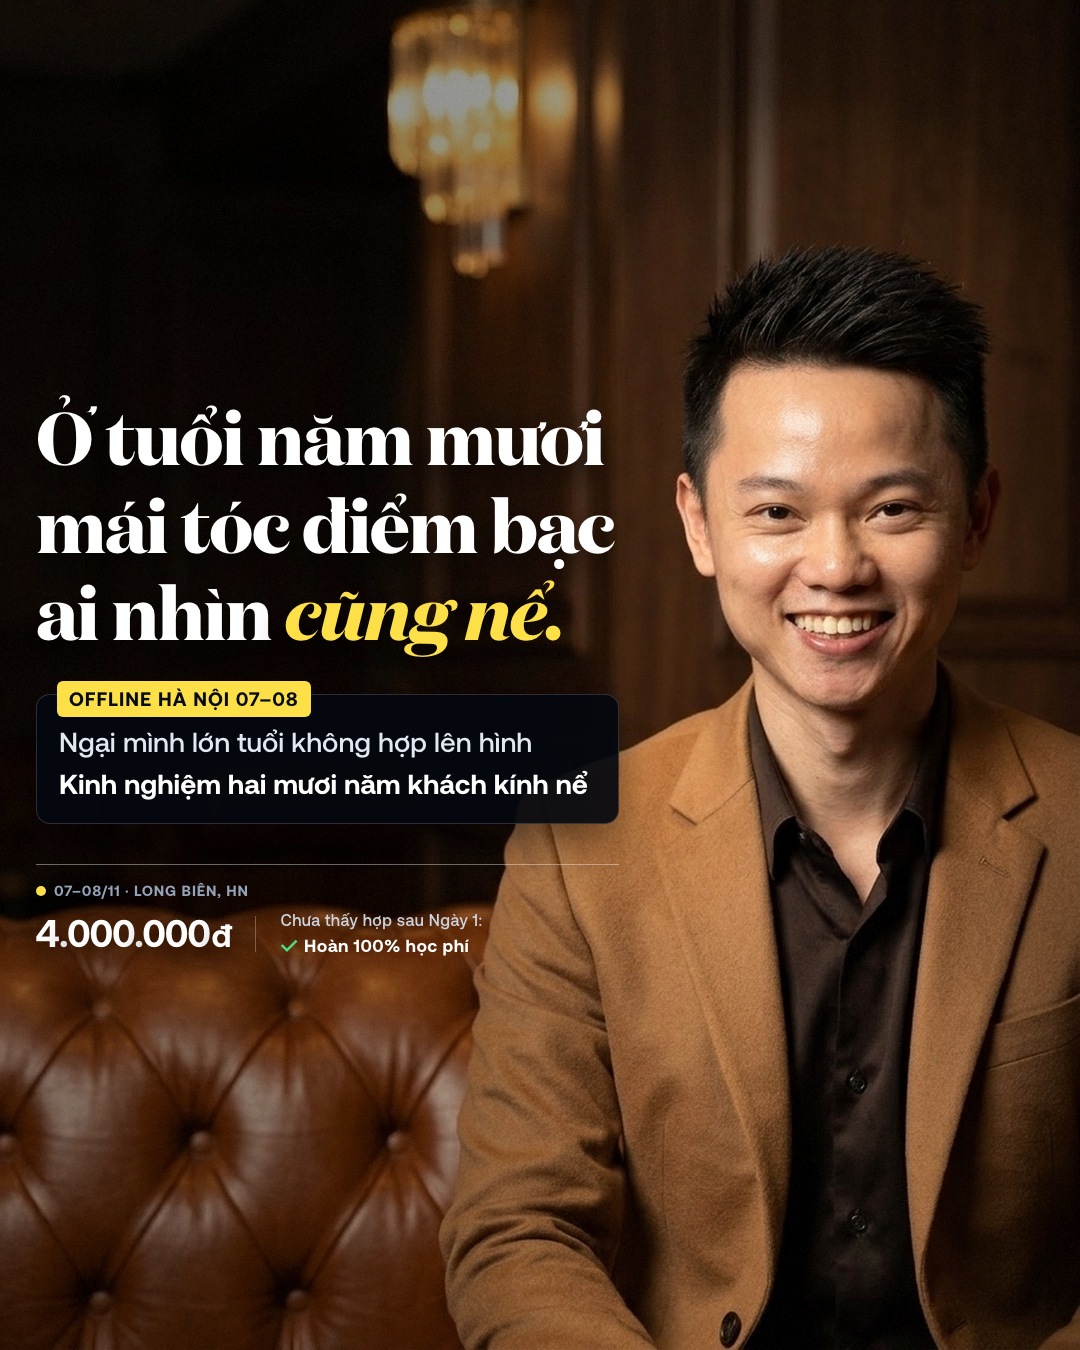 Ở tuổi năm mươi
mái tóc điểm bạc
ai nhìn cũng nể.
OFFLINE HÀ NỘI 07–08
Ngại mình lớn tuổi không hợp lên hình
Kinh nghiệm hai mươi năm khách kính nể
07–08/11 · LONG BIÊN, HN
4.000.000đ
Chưa thấy hợp sau Ngày 1:
✓ Hoàn 100% học phí